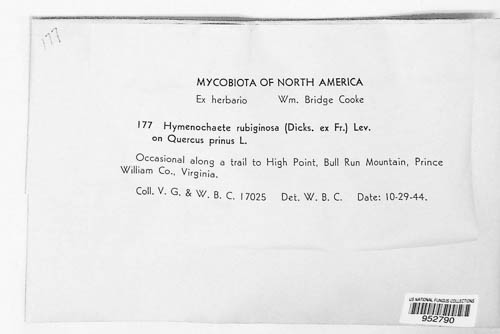 177
MYCOBIOTA OF NORTH AMERICA
Ex herbario Wm. Bridge Cooke
177 Hymenochaete rubiginosa (Dicks. ex Fr.) Lev.
on Quercus prinus L.
Occasional along a trail to High Point, Bull Run Mountain, Prince
William Co., Virginia.
Coll. V. G. & W. B. C. 17025 Det. W. B. C. Date: 10-29-44.
US NATIONAL FUNGUS COLLECTIONS
952790